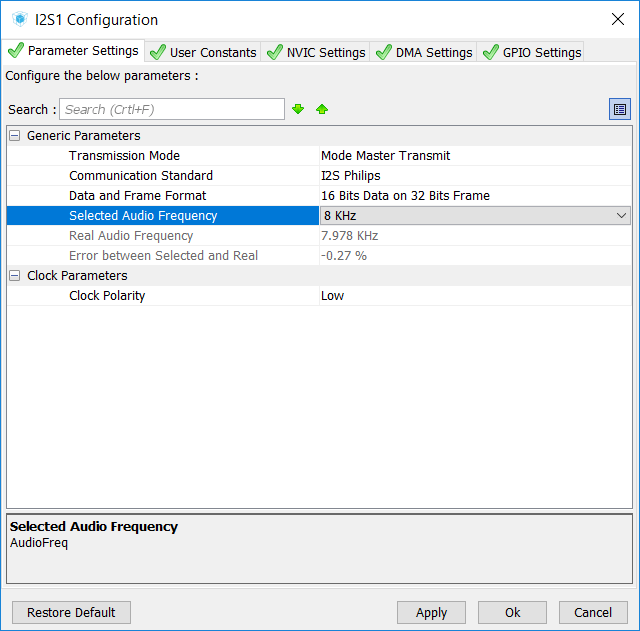 I2S1 Configuration
Parameter Settings User Constants NVIC Settings DMA Settings GPIO Settings
Configure the below parameters :
Search : Search (Crtl+F)
Generic Parameters
Transmission Mode Mode Master Transmit
Communication Standard I2S Philips
Data and Frame Format 16 Bits Data on 32 Bits Frame
Selected Audio Frequency 8 KHz
Real Audio Frequency 7.978 KHz
Error between Selected and Real -0.27 %
Clock Parameters
Clock Polarity Low
Selected Audio Frequency
AudioFreq
Restore Default Apply Ok Cancel